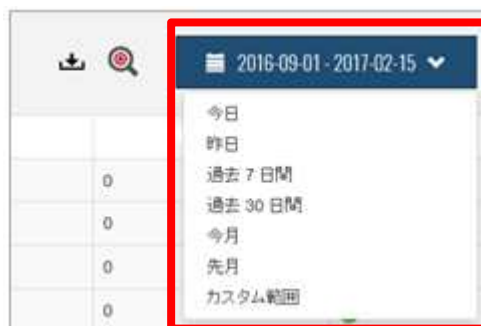 2016-09-01 - 2017-02-15
今日
昨日
過去 7 日間
0
過去 30 日間
0
今月
先月
0
カスタム範囲
0